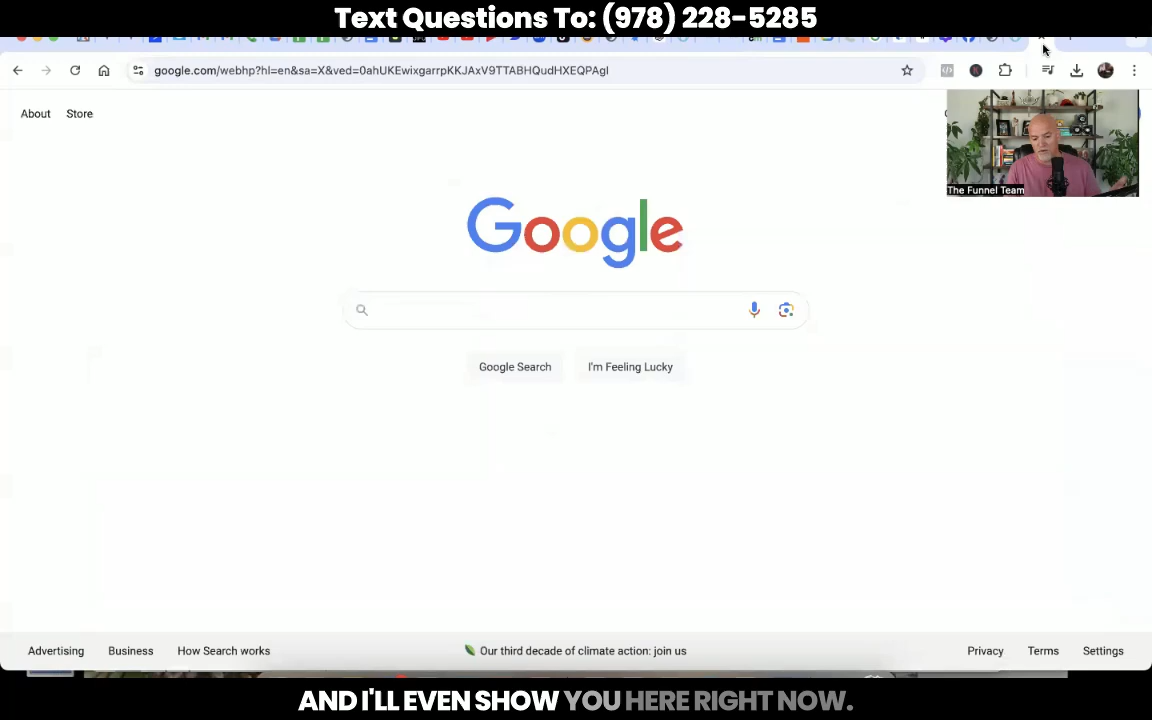 Text Questions To: (978) 228-5285
google.com/webhp?hl=en&sa=X&ved=0ahUKEwixgarrpKKJAxV9TTABHQudHXEQPAgI
About Store
The Funnel Team
Google
Google Search I'm Feeling Lucky
Advertising Business How Search works Our third decade of climate action: join us Privacy Terms Settings
AND I'LL EVEN SHOW YOU HERE RIGHT NOW.